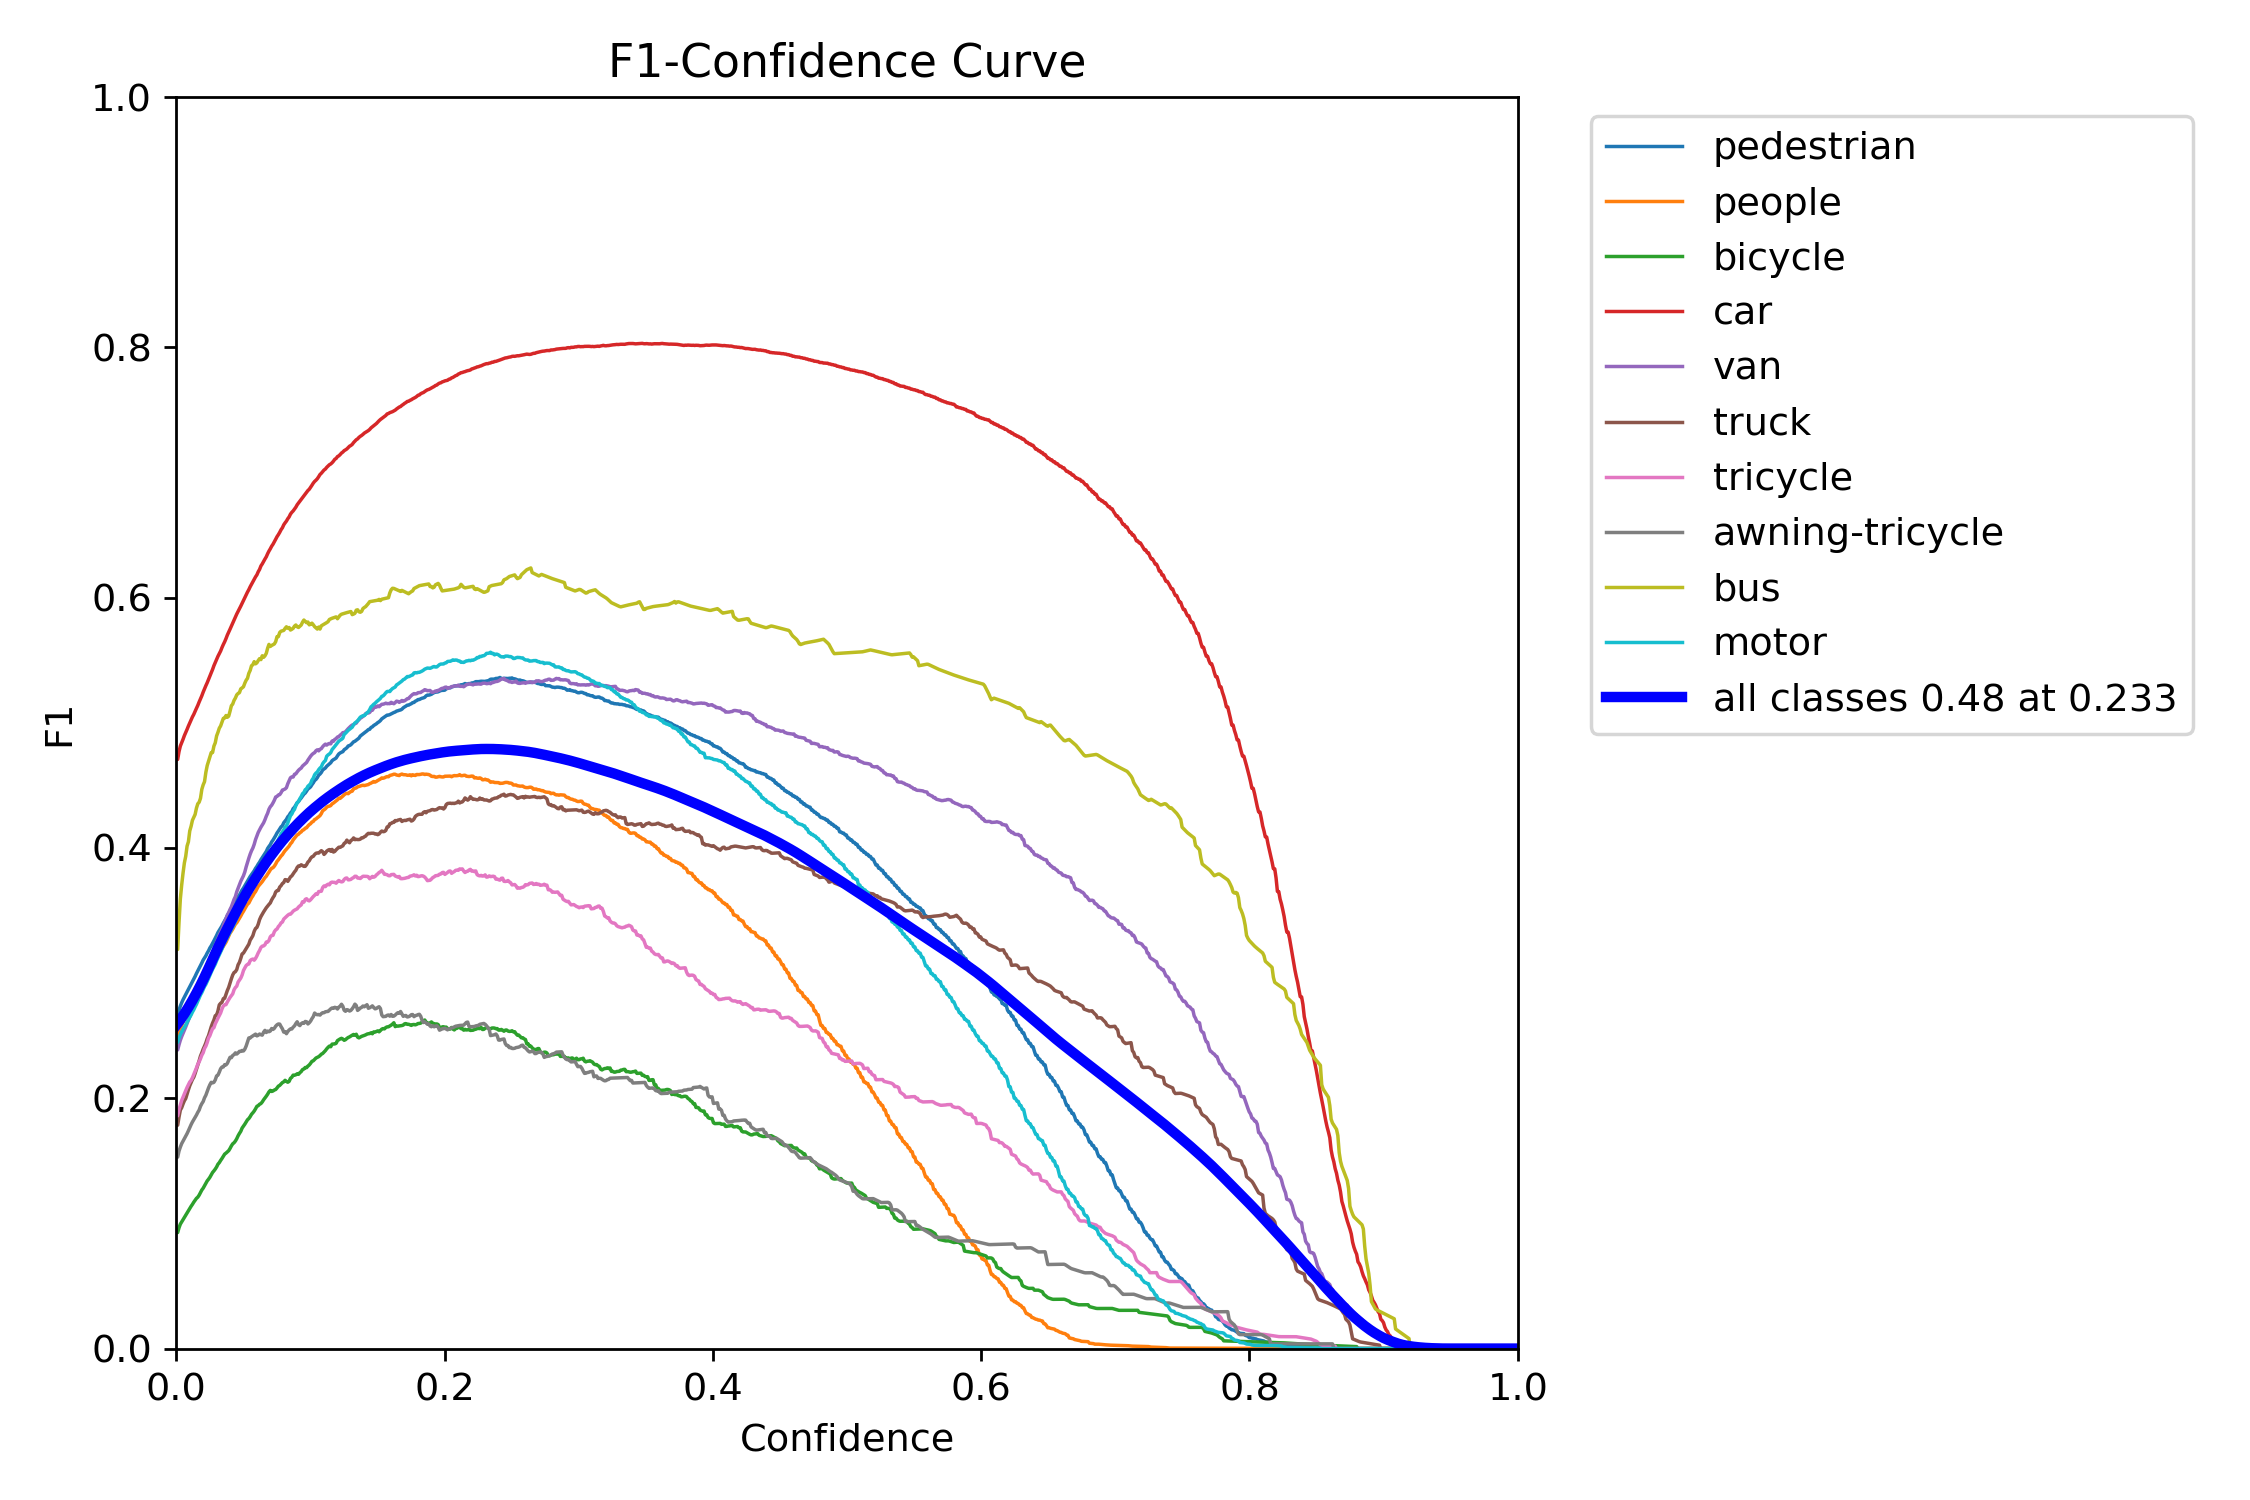 F1-Confidence Curve
1.0
0.8
0.6
0.4
0.2
0.0
F1
0.0 0.2 0.4 0.6 0.8 1.0
Confidence
pedestrian
people
bicycle
car
van
truck
tricycle
awning-tricycle
bus
motor
all classes 0.48 at 0.233